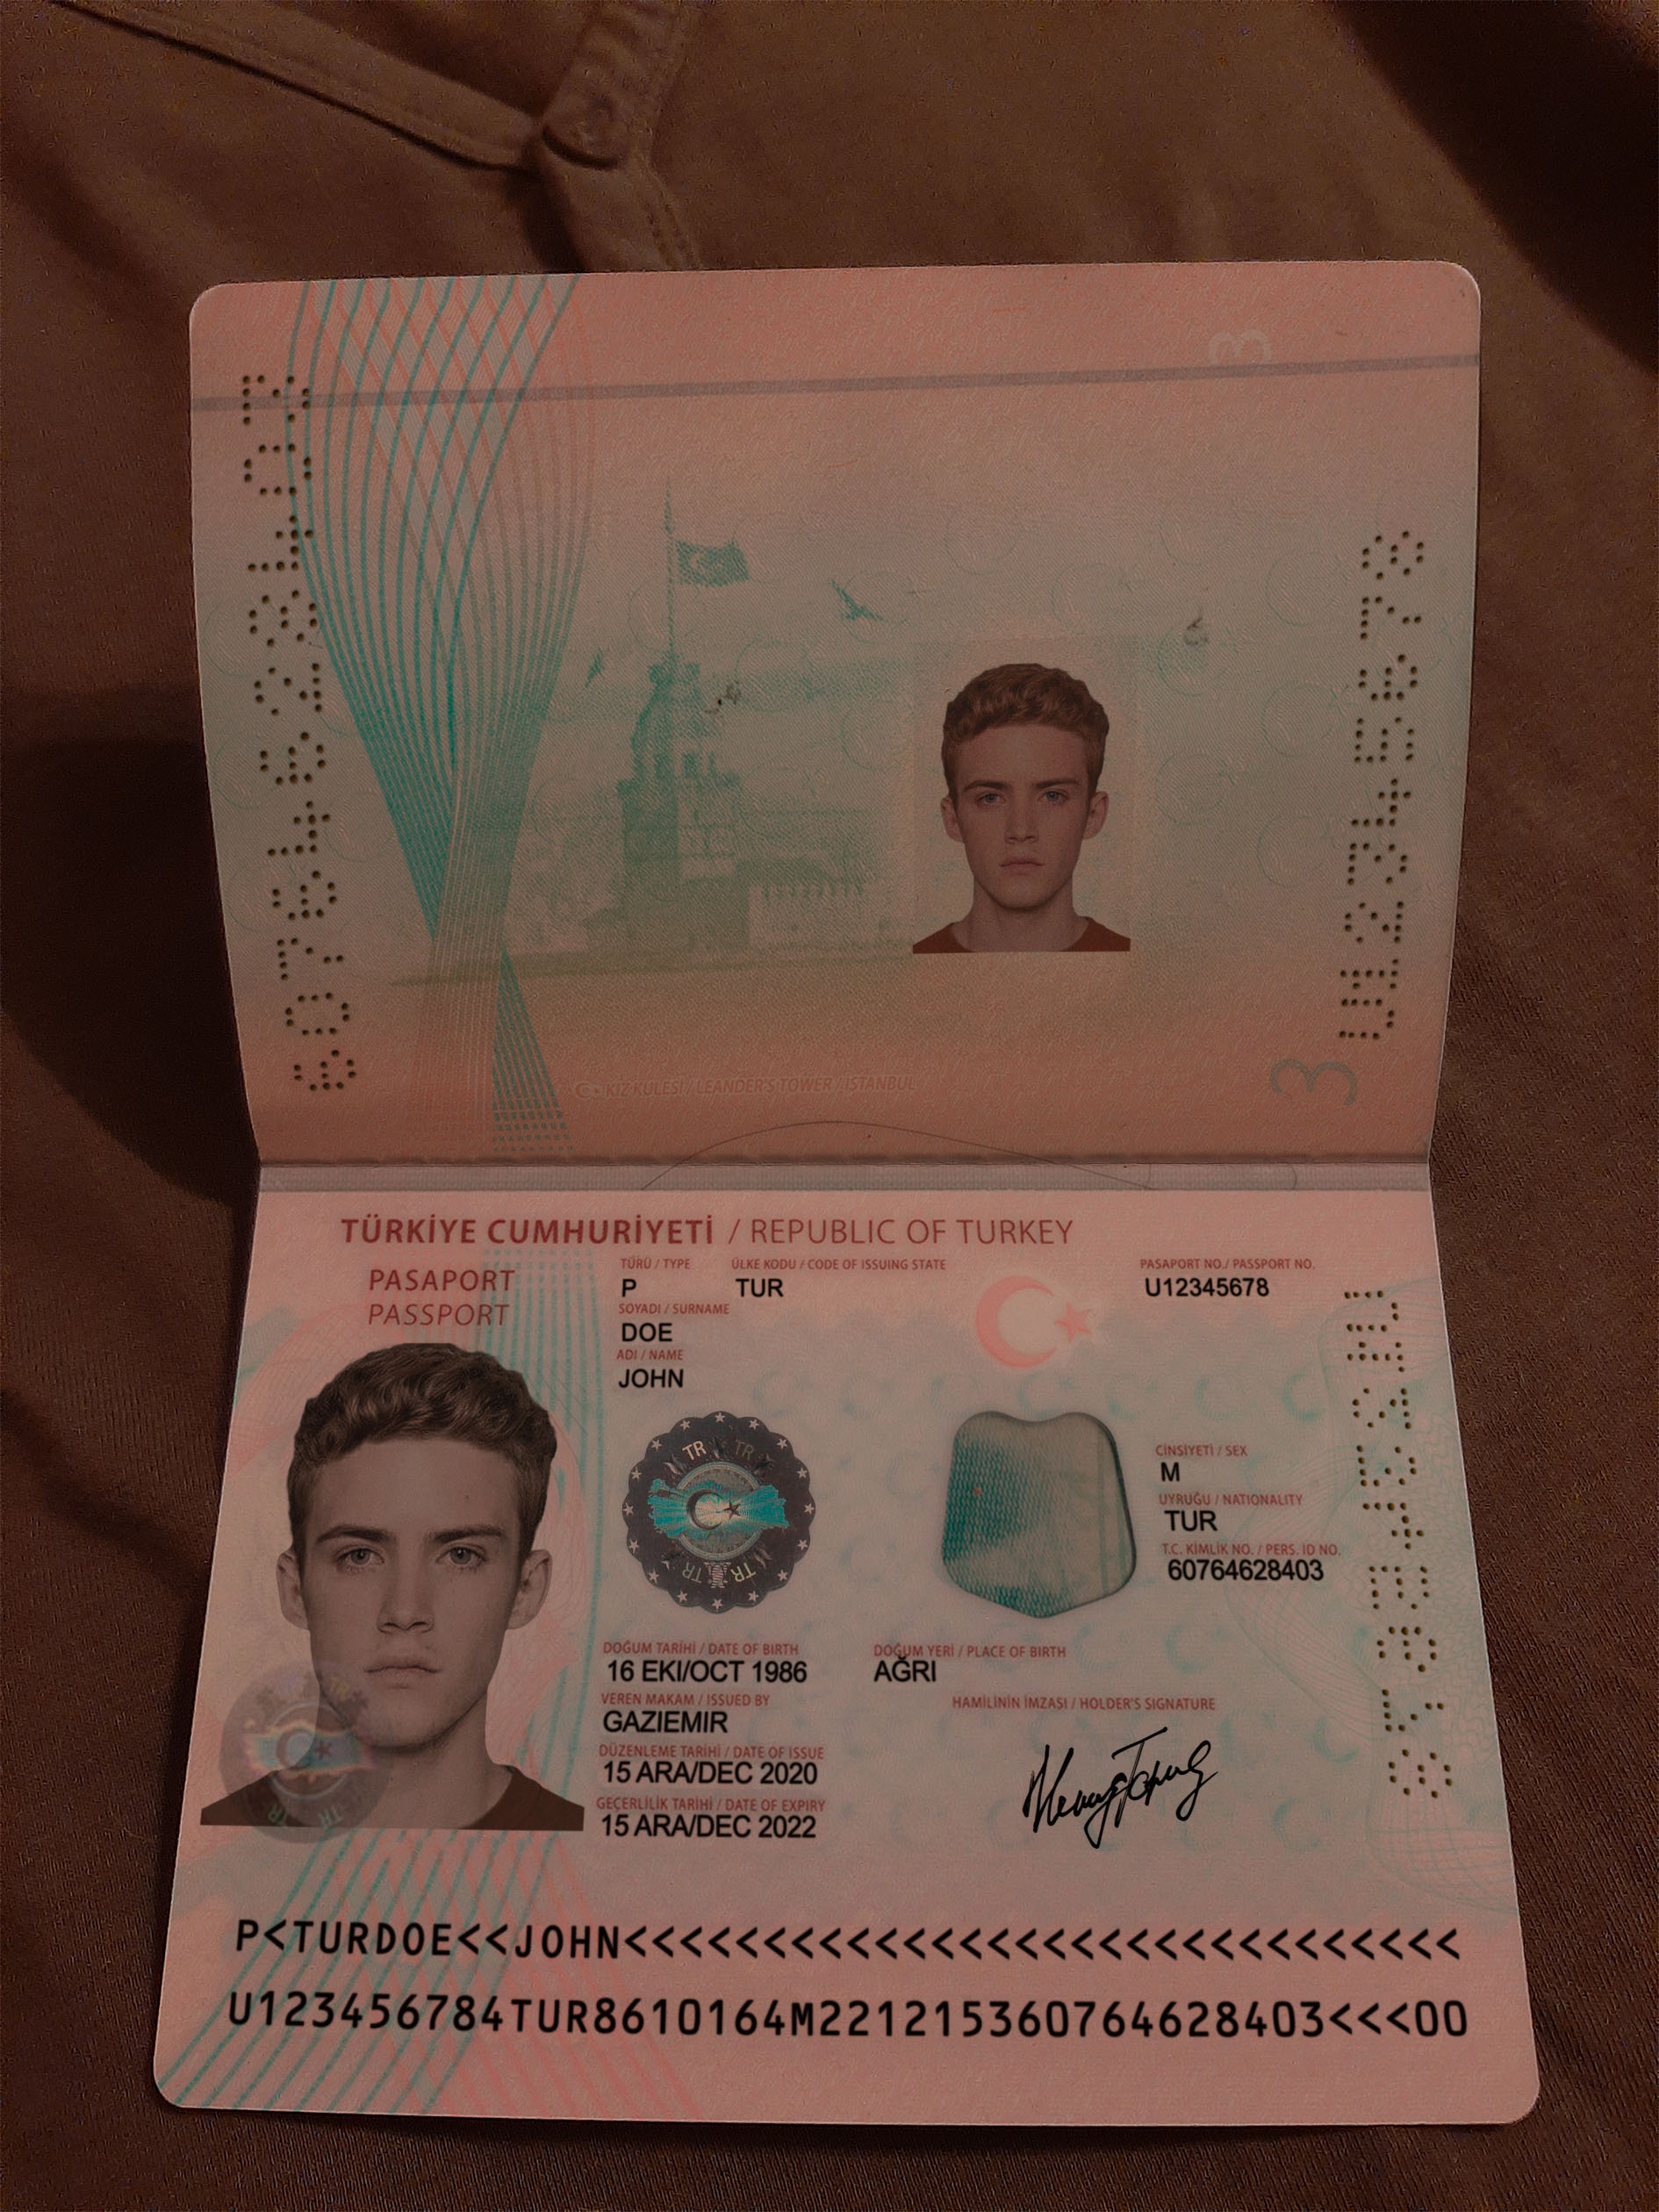 3
60764628403
U12345678
KIZ KULESİ / LEANDER'S TOWER / İSTANBUL
3
TÜRKİYE CUMHURİYETİ / REPUBLIC OF TURKEY
PASAPORT
PASSPORT
TÜRÜ / TYPE ÜLKE KODU / CODE OF ISSUING STATE PASAPORT NO./ PASSPORT NO.
P TUR U12345678
SOYADI / SURNAME
DOE
ADI / NAME
JOHN
TR TR
TR TR
CİNSİYETİ / SEX
M
UYRUĞU / NATIONALITY
TUR
T.C. KİMLİK NO. / PERS. ID NO.
60764628403
DOĞUM TARİHİ / DATE OF BIRTH DOĞUM YERİ / PLACE OF BIRTH
16 EKI/OCT 1986 AĞRI
VEREN MAKAM / ISSUED BY HAMİLİNİN İMZASI / HOLDER'S SIGNATURE
GAZIEMIR
DÜZENLEME TARİHİ / DATE OF ISSUE
15 ARA/DEC 2020
GEÇERLİLİK TARİHİ / DATE OF EXPIRY
15 ARA/DEC 2022
P<TURDOE<<JOHN<<<<<<<<<<<<<<<<<<<<<<<<<<<<<<
U123456784TUR8610164M221215360764628403<<<00